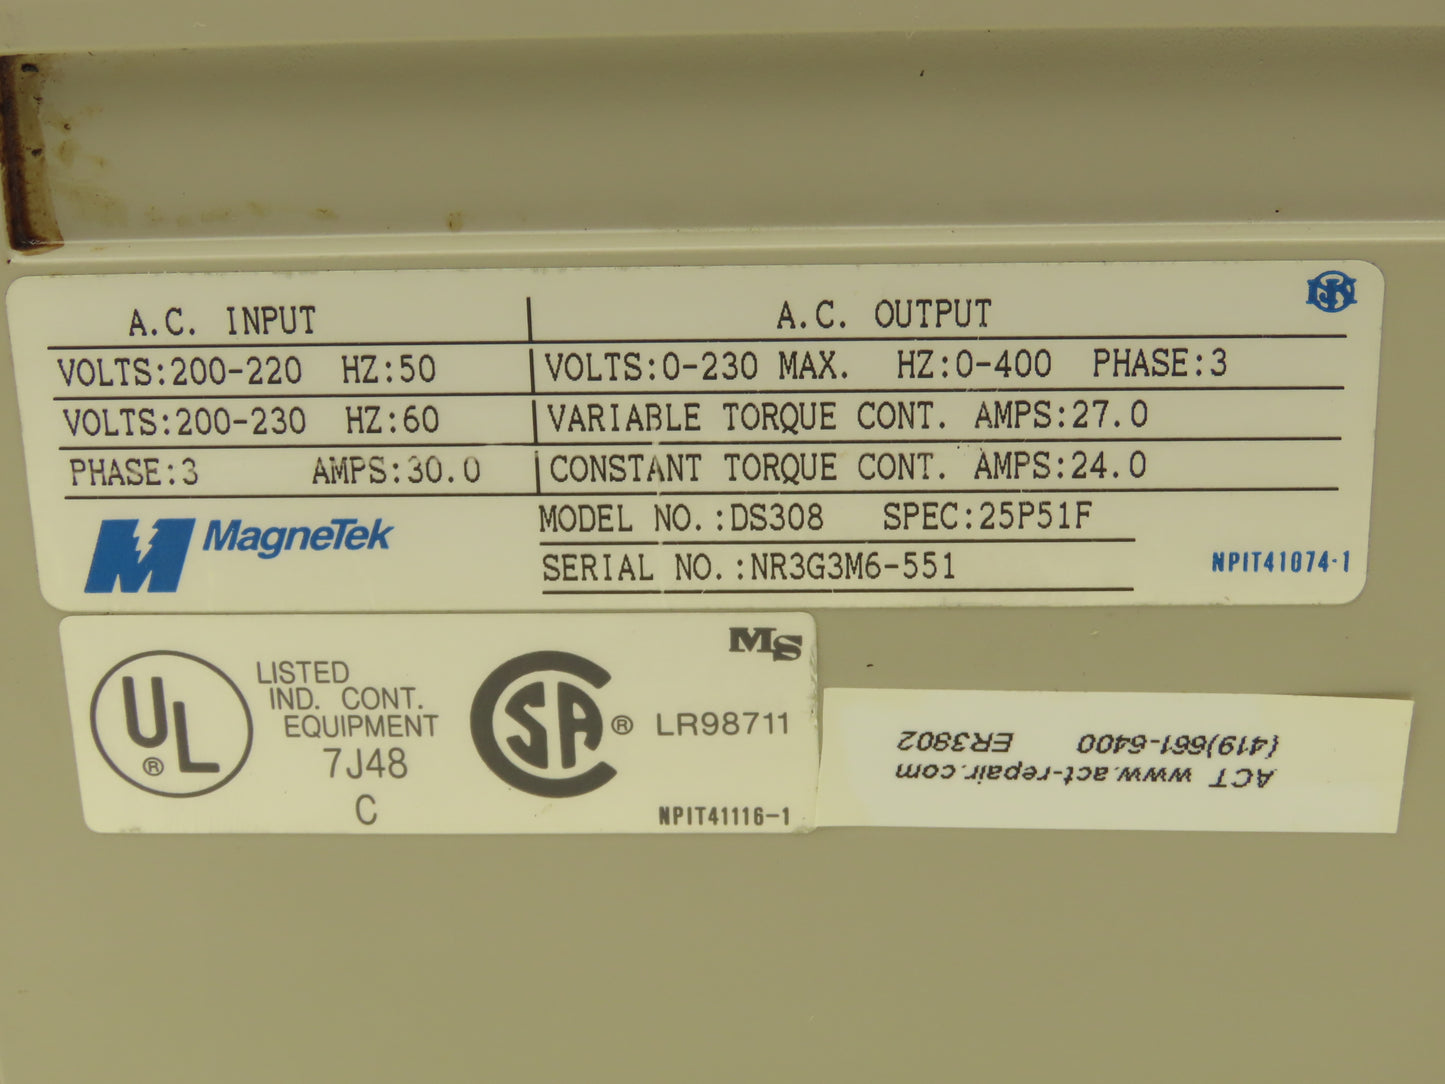 A.C. INPUT
A.C. OUTPUT
VOLTS:200-220 HZ:50
VOLTS:0-230 MAX. HZ:0-400 PHASE:3
VOLTS:200-230 HZ:60
VARIABLE TORQUE CONT. AMPS:27.0
PHASE:3 AMPS:30.0
CONSTANT TORQUE CONT. AMPS:24.0
MagneTek
MODEL NO.:DS308 SPEC:25P51F
SERIAL NO.:NR3G3M6-551
NPIT41074-1
UL ®
LISTED
IND. CONT.
EQUIPMENT
7J48
C
SA ®
MS
LR98711
NPIT41116-1
ACT www.act-repair.com
(419)661-6400 ER3802